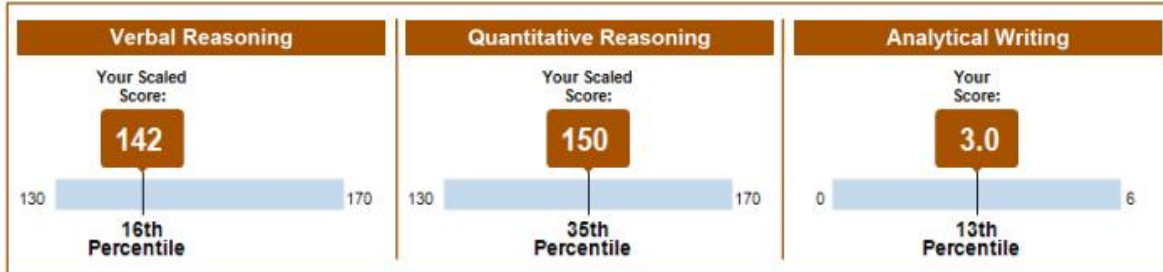 Verbal Reasoning
Your Scaled
Score:
142
130
170
16th
Percentile
Quantitative Reasoning
Your Scaled
Score:
150
130
170
35th
Percentile
Analytical Writing
Your
Score:
3.0
0
6
13th
Percentile